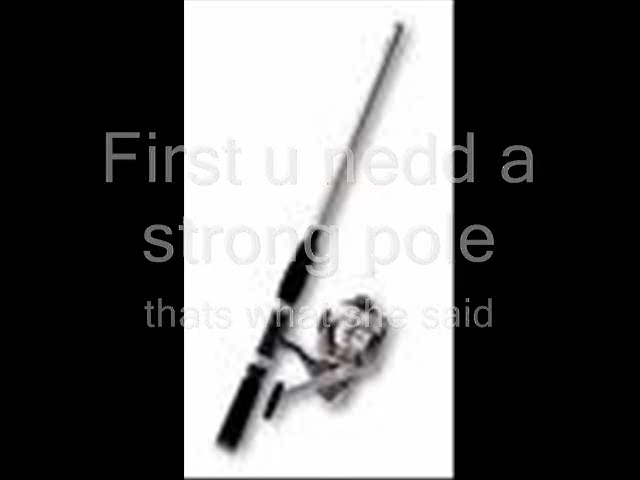 First u nedd a
strong pole
thats what she said